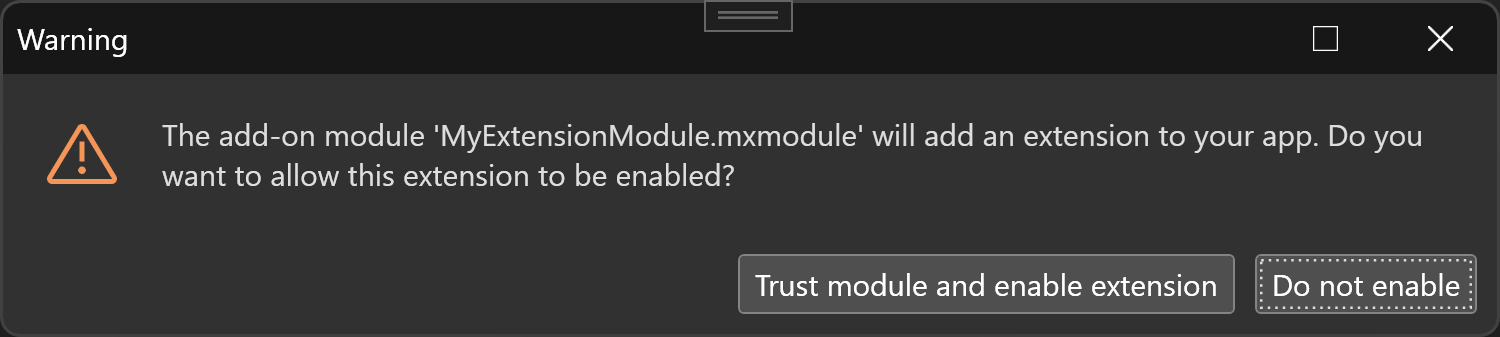 Warning
The add-on module 'MyExtensionModule.mxmodule' will add an extension to your app. Do you
want to allow this extension to be enabled?
Trust module and enable extension
Do not enable